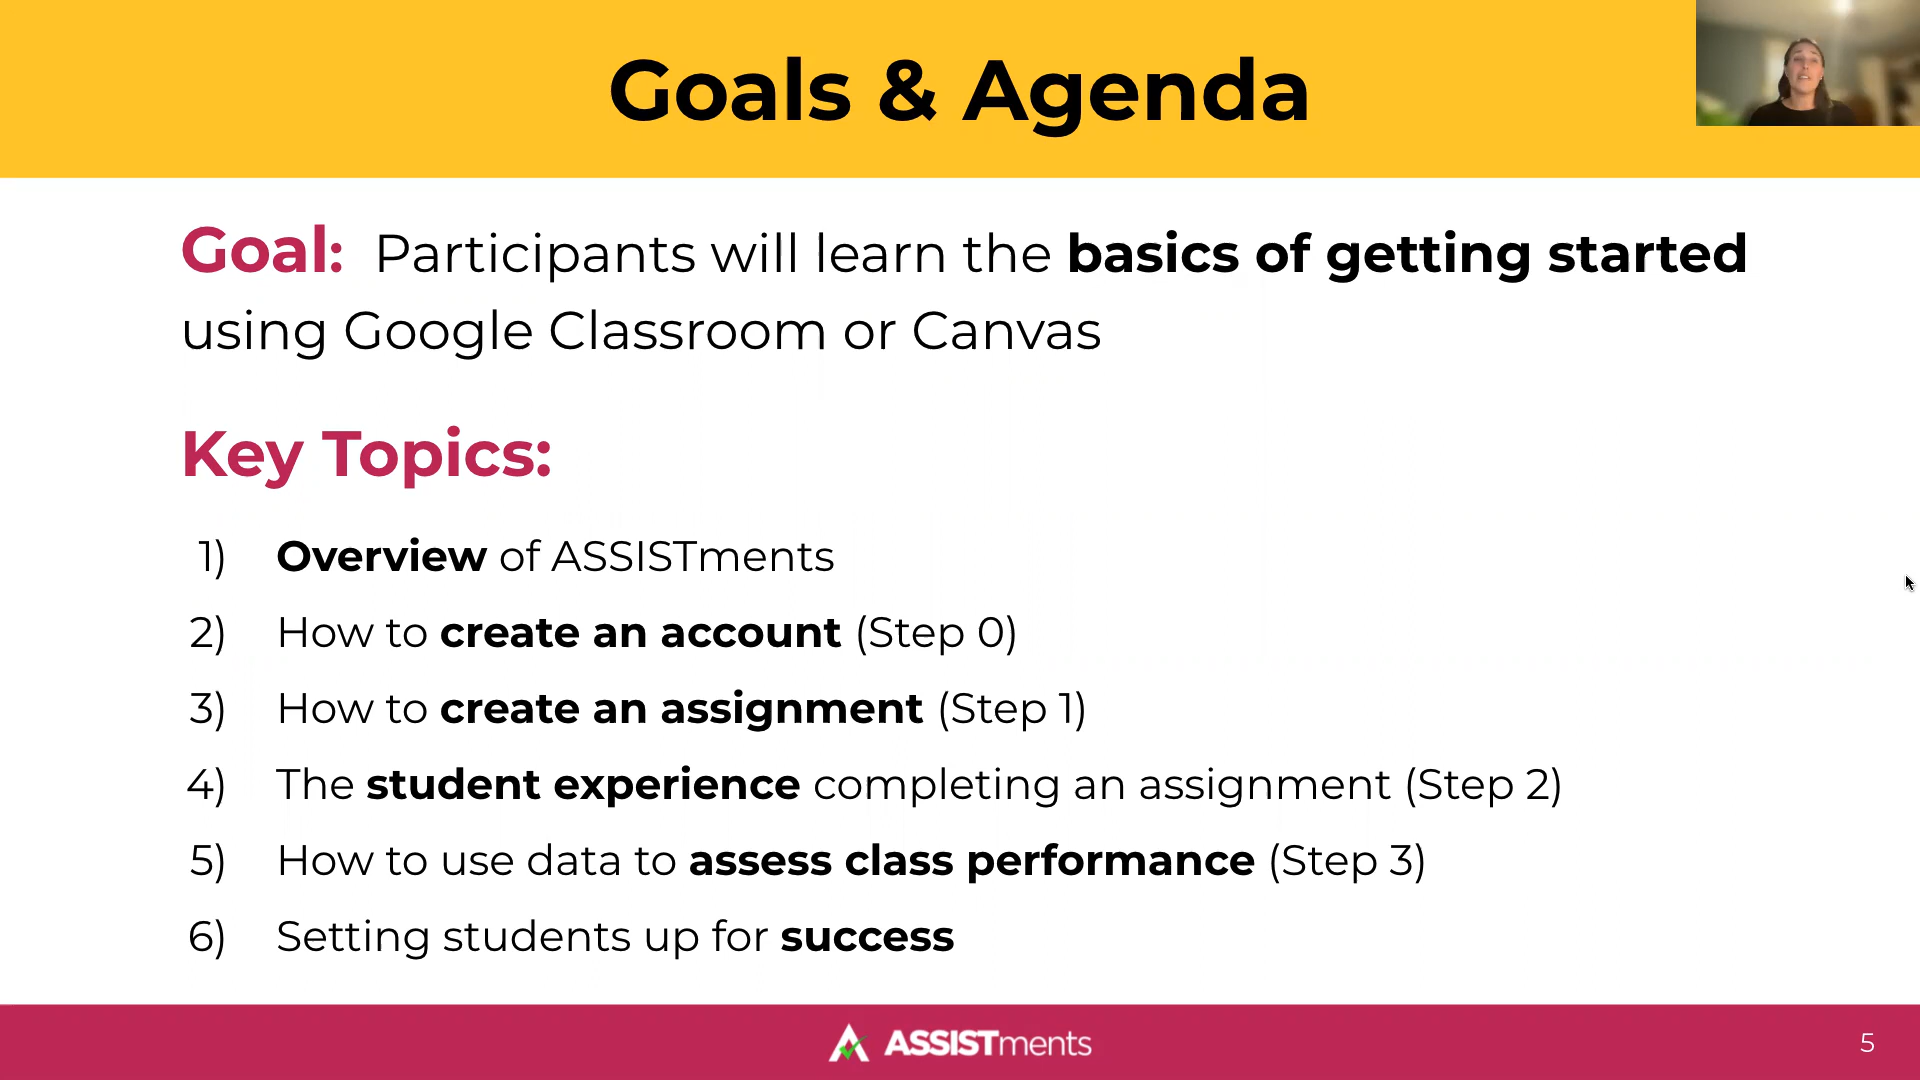 Goals & Agenda
Goal: Participants will learn the basics of getting started
using Google Classroom or Canvas
Key Topics:
1) Overview of ASSISTments
2) How to create an account (Step 0)
3) How to create an assignment (Step 1)
4) The student experience completing an assignment (Step 2)
5) How to use data to assess class performance (Step 3)
6) Setting students up for success
ASSISTments
5